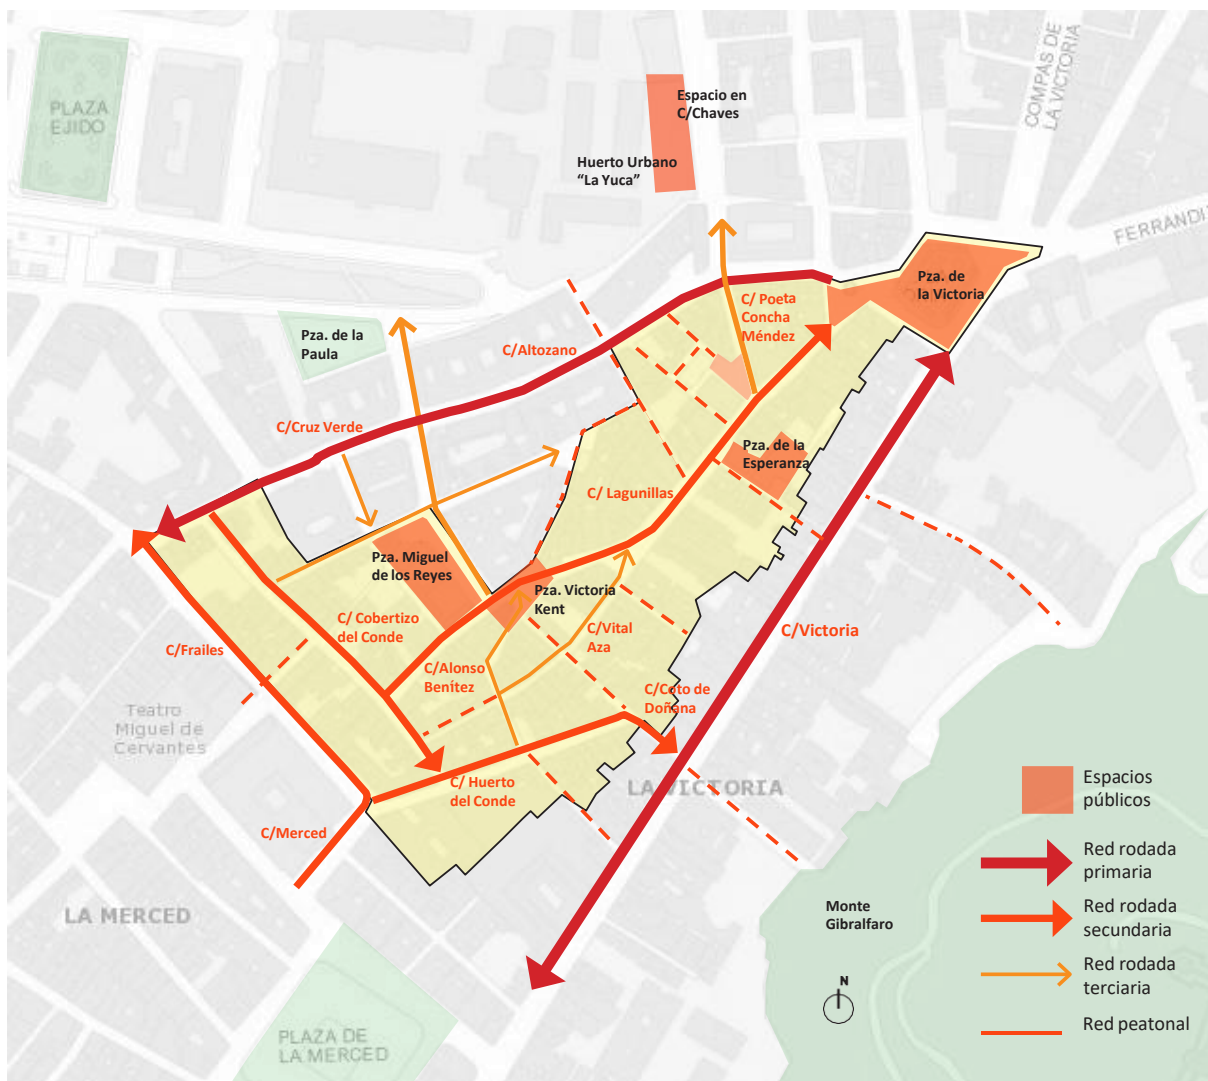 PLAZA
EJIDO
Espacio en
C/Chaves
Huerto Urbano
“La Yuca”
COMPAS DE
LA VICTORIA
Pza. de
la Victoria
C/ Poeta
Concha
Méndez
Pza. de la
Paula
C/Altozano
C/Cruz Verde
Pza. de la
Esperanza
C/ Lagunillas
Pza. Miguel
de los Reyes
Pza. Victoria
Kent
C/ Cobertizo
del Conde
C/Vital
Aza
C/Victoria
C/Frailes
C/Alonso
Benítez
C/Coto de
Doñana
Teatro
Miguel de
Cervantes
C/ Huerto
del Conde
LA VICTORIA
C/Merced
LA MERCED
Monte
Gibralfaro
N
PLAZA DE
LA MERCED
Espacios
públicos
Red rodada
primaria
Red rodada
secundaria
Red rodada
terciaria
Red peatonal